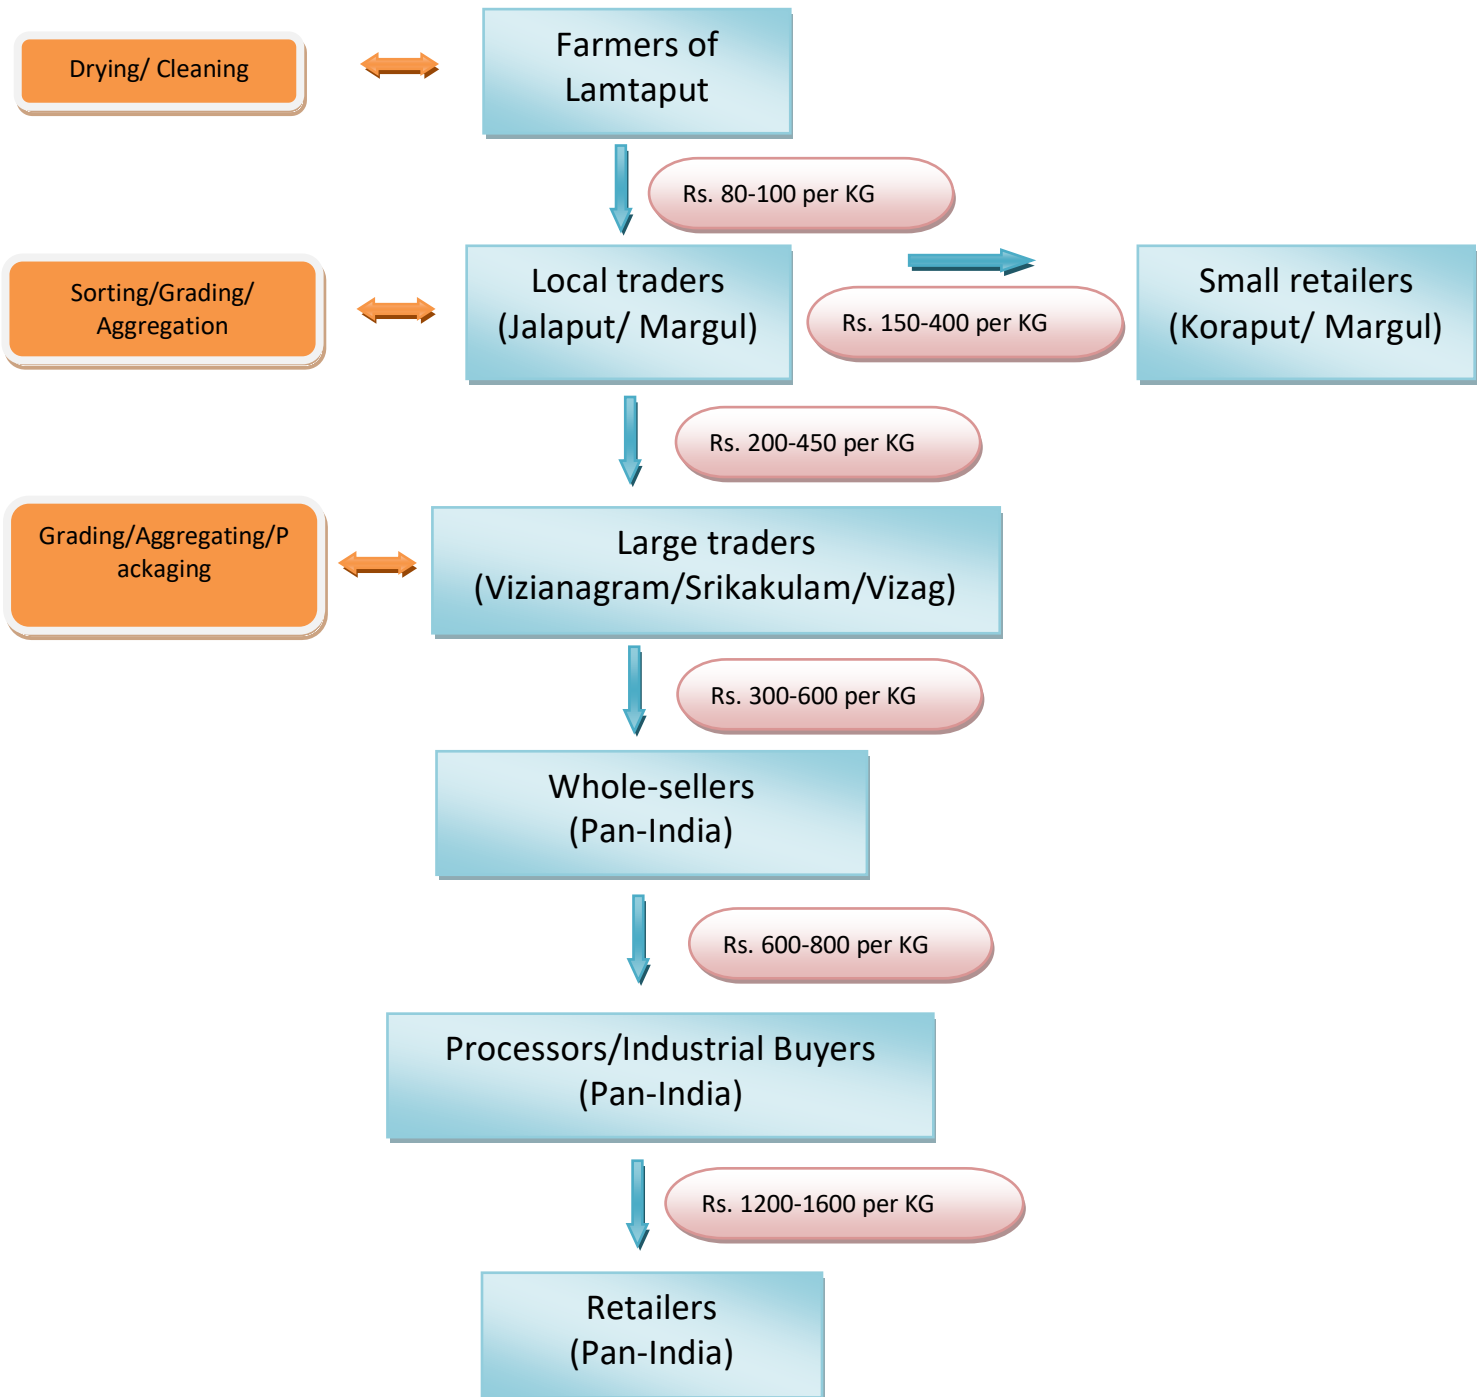 Drying/ Cleaning
Farmers of
Lamtaput
Rs. 80-100 per KG
Sorting/Grading/
Aggregation
Local traders
(Jalaput/ Margul)
Rs. 150-400 per KG
Small retailers
(Koraput/ Margul)
Rs. 200-450 per KG
Grading/Aggregating/P
ackaging
Large traders
(Vizianagram/Srikakulam/Vizag)
Rs. 300-600 per KG
Whole-sellers
(Pan-India)
Rs. 600-800 per KG
Processors/Industrial Buyers
(Pan-India)
Rs. 1200-1600 per KG
Retailers
(Pan-India)